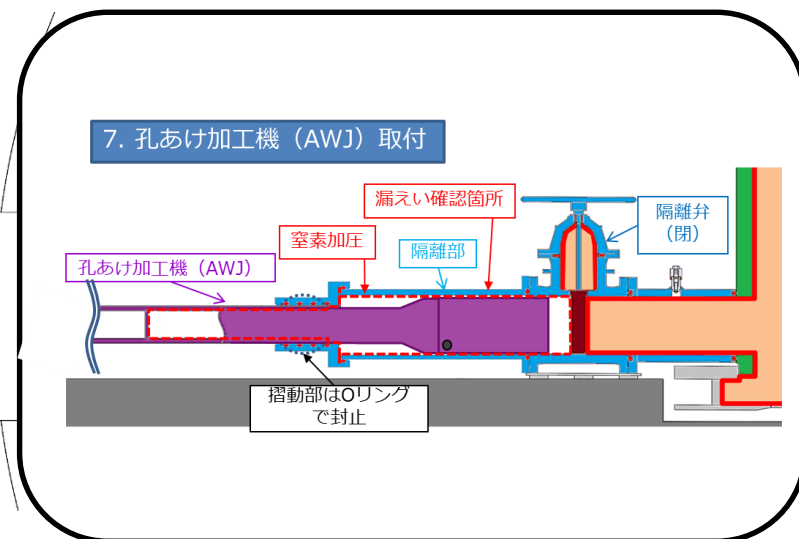 7. 孔あけ加工機（AWJ）取付
漏えい確認箇所
隔離弁
（閉）
窒素加圧
隔離部
孔あけ加工機（AWJ）
摺動部はOリング
で封止